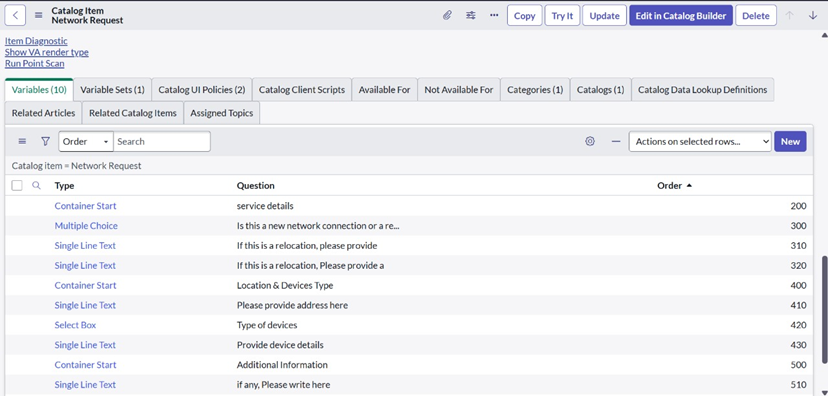 Catalog Item
Network Request
Copy Try It Update Edit in Catalog Builder Delete
Item Diagnostic
Show VA render type
Run Point Scan
Variables (10) Variable Sets (1) Catalog UI Policies (2) Catalog Client Scripts Available For Not Available For Categories (1) Catalogs (1) Catalog Data Lookup Definitions
Related Articles Related Catalog Items Assigned Topics
Order Search Actions on selected rows... New
Catalog item = Network Request
Type Question Order
Container Start service details 200
Multiple Choice Is this a new network connection or a re... 300
Single Line Text If this is a relocation, please provide 310
Single Line Text If this is a relocation, Please provide a 320
Container Start Location & Devices Type 400
Single Line Text Please provide address here 410
Select Box Type of devices 420
Single Line Text Provide device details 430
Container Start Additional Information 500
Single Line Text if any, Please write here 510